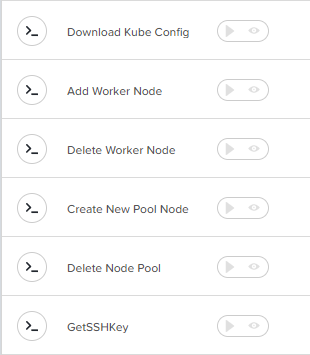 Download Kube Config
Add Worker Node
Delete Worker Node
Create New Pool Node
Delete Node Pool
GetSSHKey